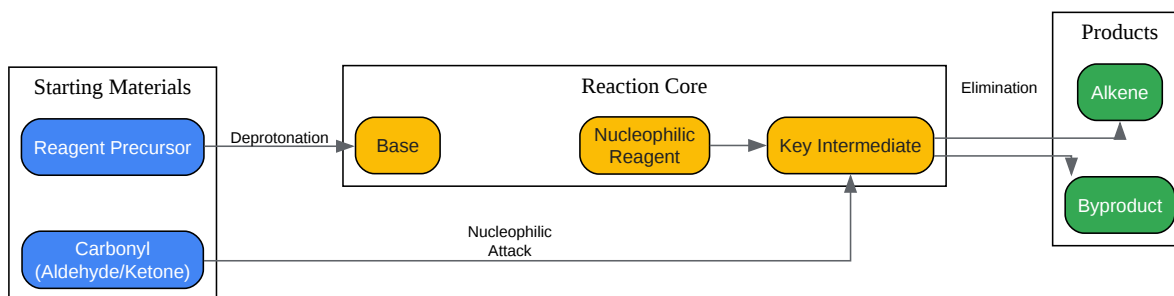 Products
Starting Materials
Reaction Core
Elimination
Alkene
Reagent Precursor
Deprotonation
Base
Nucleophilic
Reagent
Key Intermediate
Byproduct
Carbonyl
(Aldehyde/Ketone)
Nucleophilic
Attack